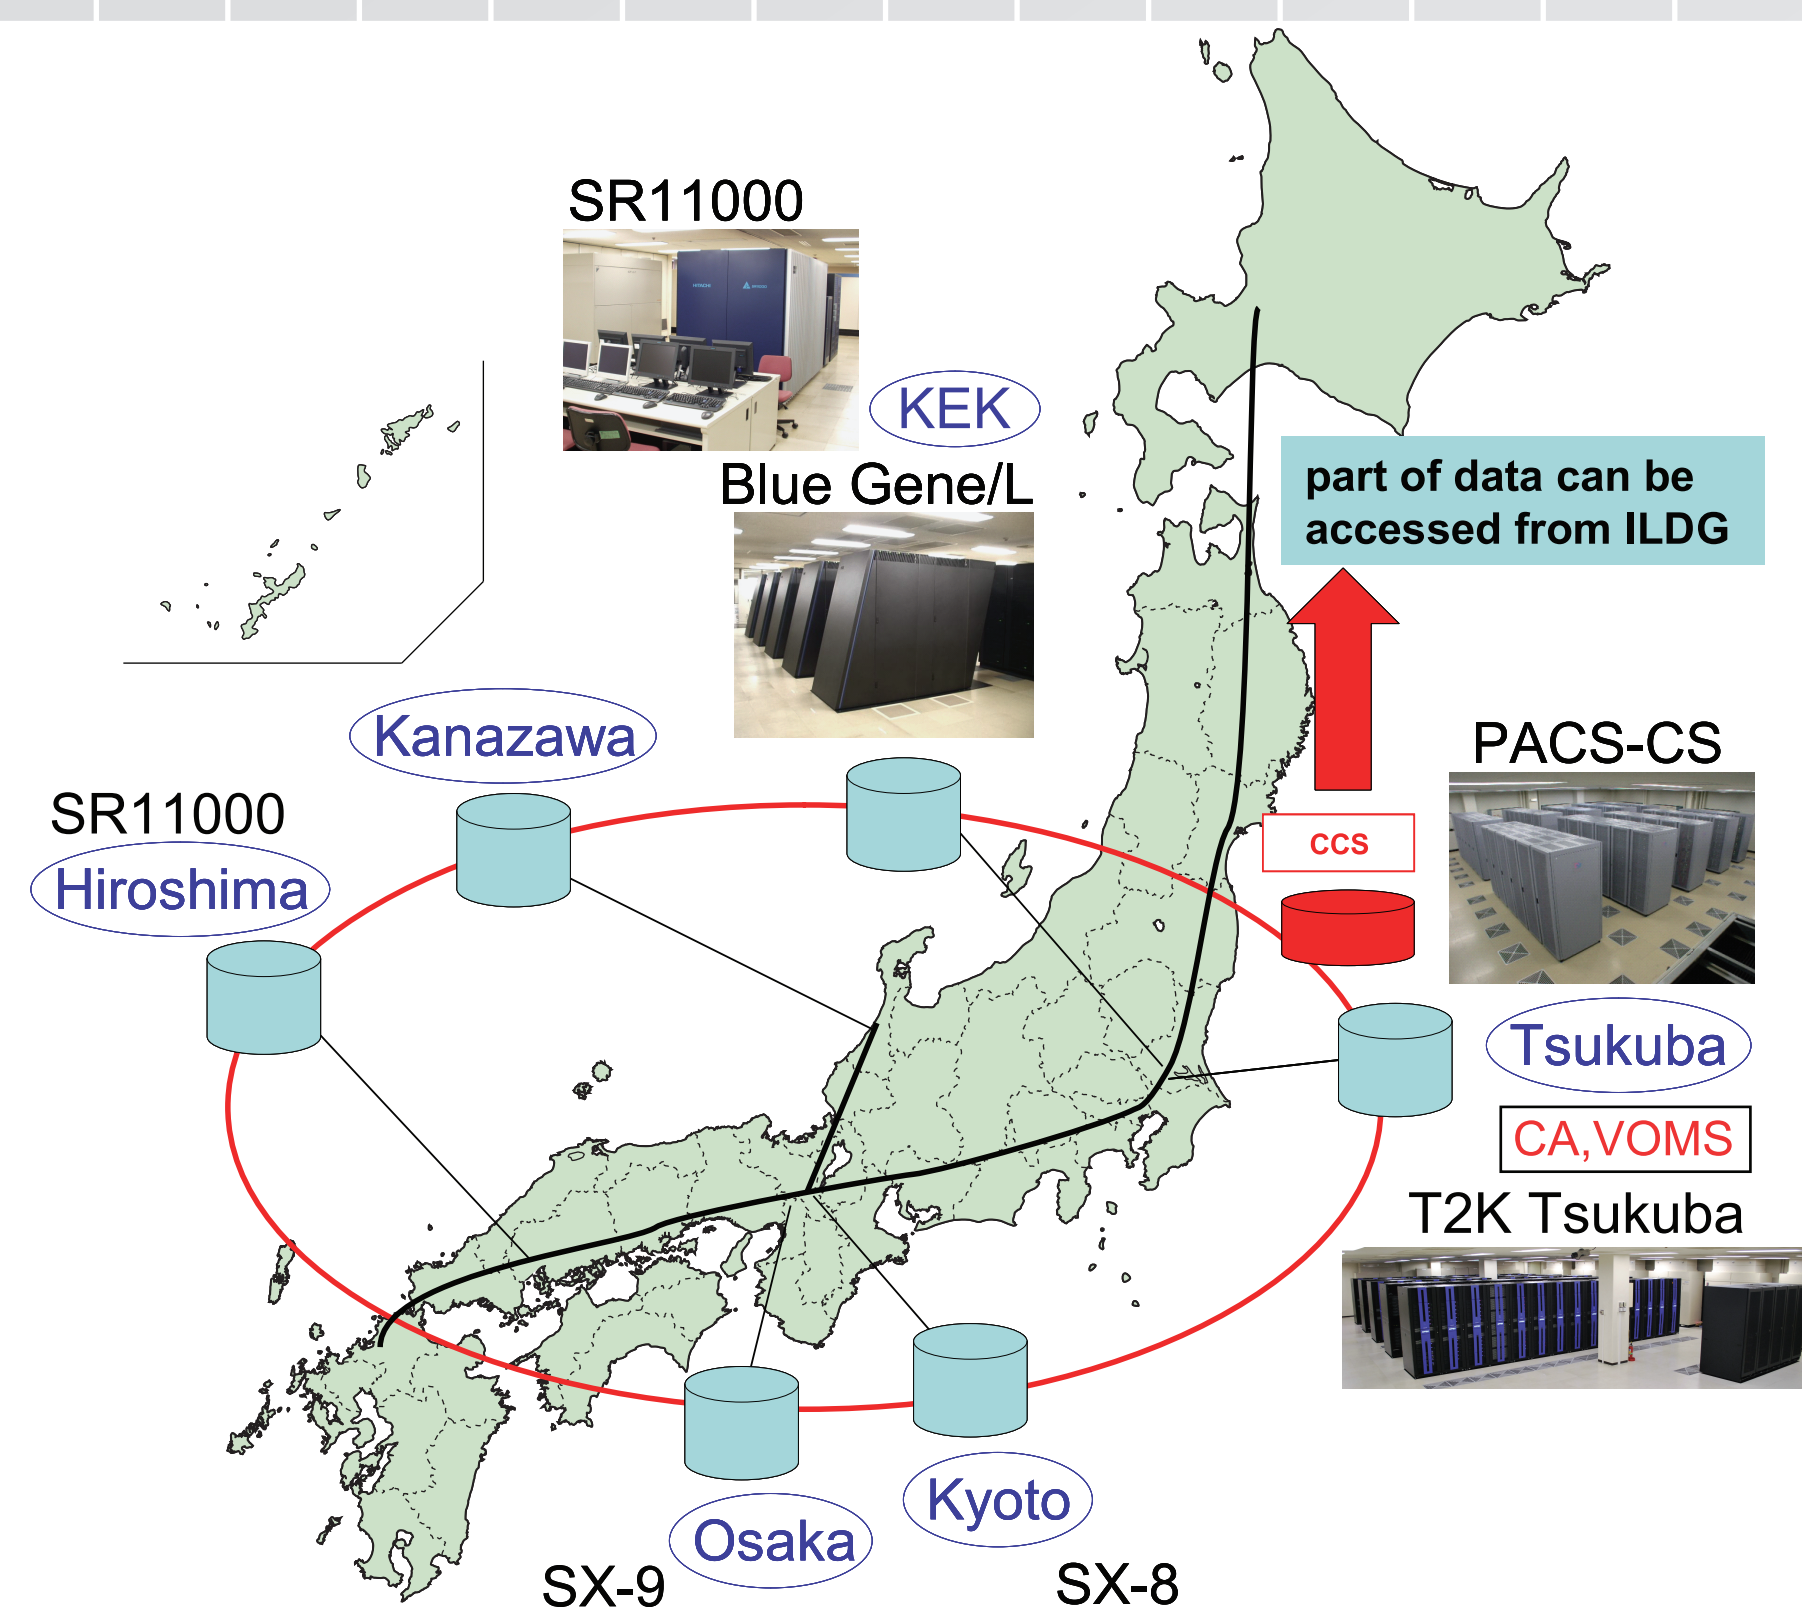 SR11000
HITACHI
KEK
Blue Gene/L
part of data can be
accessed from ILDG
Kanazawa
PACS-CS
SR11000
CCS
Hiroshima
Tsukuba
CA,VOMS
T2K Tsukuba
Kyoto
Osaka
SX-9
SX-8